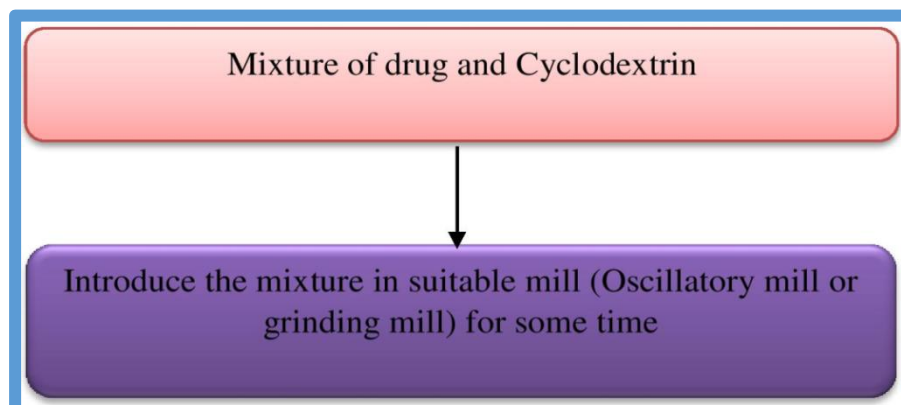 Mixture of drug and Cyclodextrin
Introduce the mixture in suitable mill (Oscillatory mill or
grinding mill) for some time